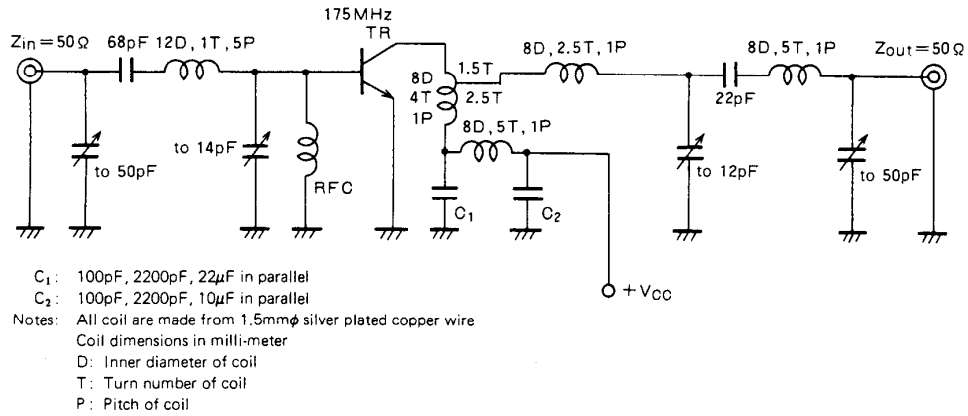 175MHz
TR
Zin=50Ω
68pF 12D, 1T, 5P
8D, 2.5T, 1P
8D, 5T, 1P
Zout=50Ω
8D
4T
1P
1.5T
2.5T
22pF
8D, 5T, 1P
to 50pF
to 14pF
RFC
C₁
C₂
to 12pF
to 50pF
+VCC
C₁: 100pF, 2200pF, 22μF in parallel
C₂: 100pF, 2200pF, 10μF in parallel
Notes: All coil are made from 1.5mmφ silver plated copper wire
Coil dimensions in milli-meter
D: Inner diameter of coil
T: Turn number of coil
P: Pitch of coil